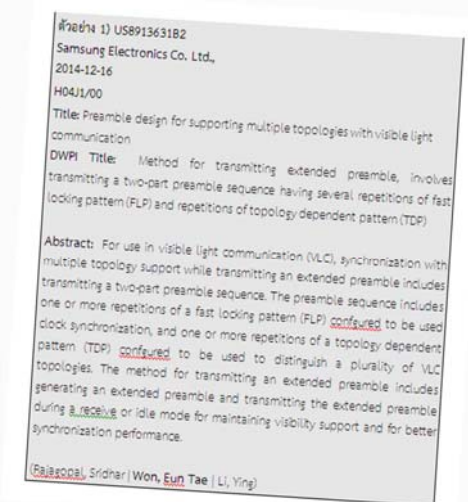 ตัวอย่าง 1) US8913631B2
Samsung Electronics Co. Ltd.,
2014-12-16
H04J1/00
Title: Preamble design for supporting multiple topologies with visible light
communication
DWPI Title: Method for transmitting extended preamble, involves
transmitting a two-part preamble sequence having several repetitions of fast
locking pattern (FLP) and repetitions of topology dependent pattern (TDP)
Abstract: For use in visible light communication (VLC), synchronization with
multiple topology support while transmitting an extended preamble includes
transmitting a two-part preamble sequence. The preamble sequence includes
one or more repetitions of a fast locking pattern (FLP) confgured to be used
clock synchronization, and one or more repetitions of a topology dependent
pattern (TDP) confgured to be used to distinguish a plurality of VLC
topologies. The method for transmitting an extended preamble includes
generating an extended preamble and transmitting the extended preamble
during a receive or idle mode for maintaining visibility support and for better
synchronization performance.
(Rajagopal, Sridhar | Won, Eun Tae | Li, Ying)